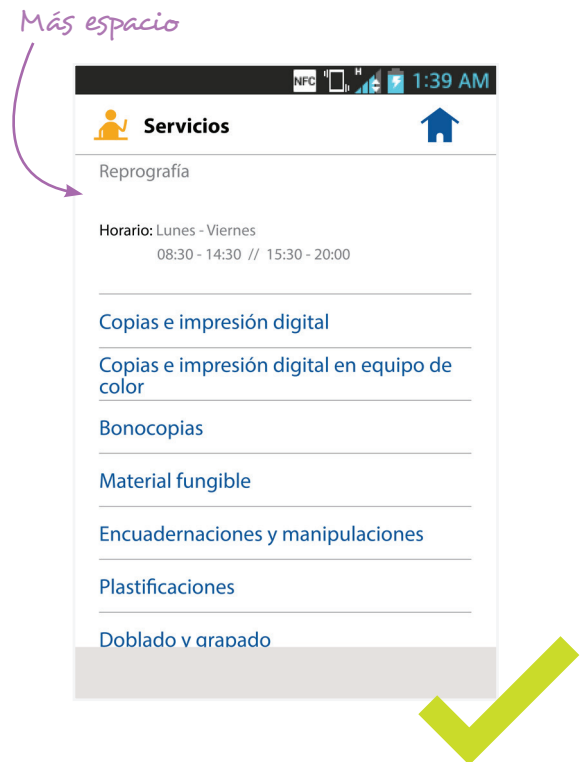 Más espacio
NFC H 1:39 AM
Servicios
Reprografía
Horario: Lunes - Viernes
08:30 - 14:30 // 15:30 - 20:00
Copias e impresión digital
Copias e impresión digital en equipo de
color
Bonocopias
Material fungible
Encuadernaciones y manipulaciones
Plastificaciones
Doblado y grapado